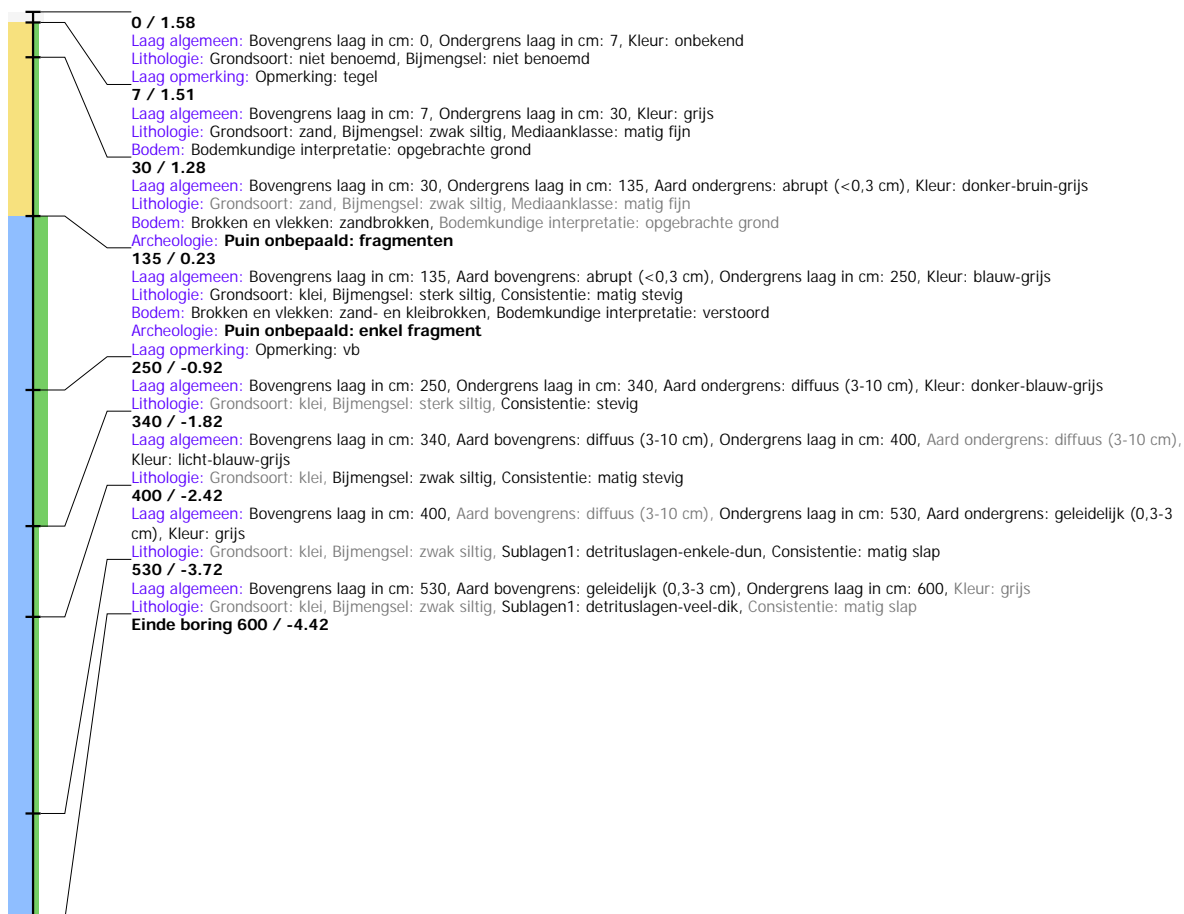 0 / 1.58
Laag algemeen: Bovengrens laag in cm: 0, Ondergrens laag in cm: 7, Kleur: onbekend
Lithologie: Grondsoort: niet benoemd, Bijmengsel: niet benoemd
Laag opmerking: Opmerking: tegel
7 / 1.51
Laag algemeen: Bovengrens laag in cm: 7, Ondergrens laag in cm: 30, Kleur: grijs
Lithologie: Grondsoort: zand, Bijmengsel: zwak siltig, Mediaanklasse: matig fijn
Bodem: Bodemkundige interpretatie: opgebrachte grond
30 / 1.28
Laag algemeen: Bovengrens laag in cm: 30, Ondergrens laag in cm: 135, Aard ondergrens: abrupt (<0,3 cm), Kleur: donker-bruin-grijs
Lithologie: Grondsoort: zand, Bijmengsel: zwak siltig, Mediaanklasse: matig fijn
Bodem: Brokken en vlekken: zandbrokken, Bodemkundige interpretatie: opgebrachte grond
Archeologie: Puin onbepaald: fragmenten
135 / 0.23
Laag algemeen: Bovengrens laag in cm: 135, Aard bovengrens: abrupt (<0,3 cm), Ondergrens laag in cm: 250, Kleur: blauw-grijs
Lithologie: Grondsoort: klei, Bijmengsel: sterk siltig, Consistentie: matig stevig
Bodem: Brokken en vlekken: zand- en kleibrokken, Bodemkundige interpretatie: verstoord
Archeologie: Puin onbepaald: enkel fragment
Laag opmerking: Opmerking: vb
250 / -0.92
Laag algemeen: Bovengrens laag in cm: 250, Ondergrens laag in cm: 340, Aard ondergrens: diffuus (3-10 cm), Kleur: donker-blauw-grijs
Lithologie: Grondsoort: klei, Bijmengsel: sterk siltig, Consistentie: stevig
340 / -1.82
Laag algemeen: Bovengrens laag in cm: 340, Aard bovengrens: diffuus (3-10 cm), Ondergrens laag in cm: 400, Aard ondergrens: diffuus (3-10 cm),
Kleur: licht-blauw-grijs
Lithologie: Grondsoort: klei, Bijmengsel: zwak siltig, Consistentie: matig stevig
400 / -2.42
Laag algemeen: Bovengrens laag in cm: 400, Aard bovengrens: diffuus (3-10 cm), Ondergrens laag in cm: 530, Aard ondergrens: geleidelijk (0,3-3
cm), Kleur: grijs
Lithologie: Grondsoort: klei, Bijmengsel: zwak siltig, Sublagen1: detrituslagen-enkele-dun, Consistentie: matig slap
530 / -3.72
Laag algemeen: Bovengrens laag in cm: 530, Aard bovengrens: geleidelijk (0,3-3 cm), Ondergrens laag in cm: 600, Kleur: grijs
Lithologie: Grondsoort: klei, Bijmengsel: zwak siltig, Sublagen1: detrituslagen-veel-dik, Consistentie: matig slap
Einde boring 600 / -4.42